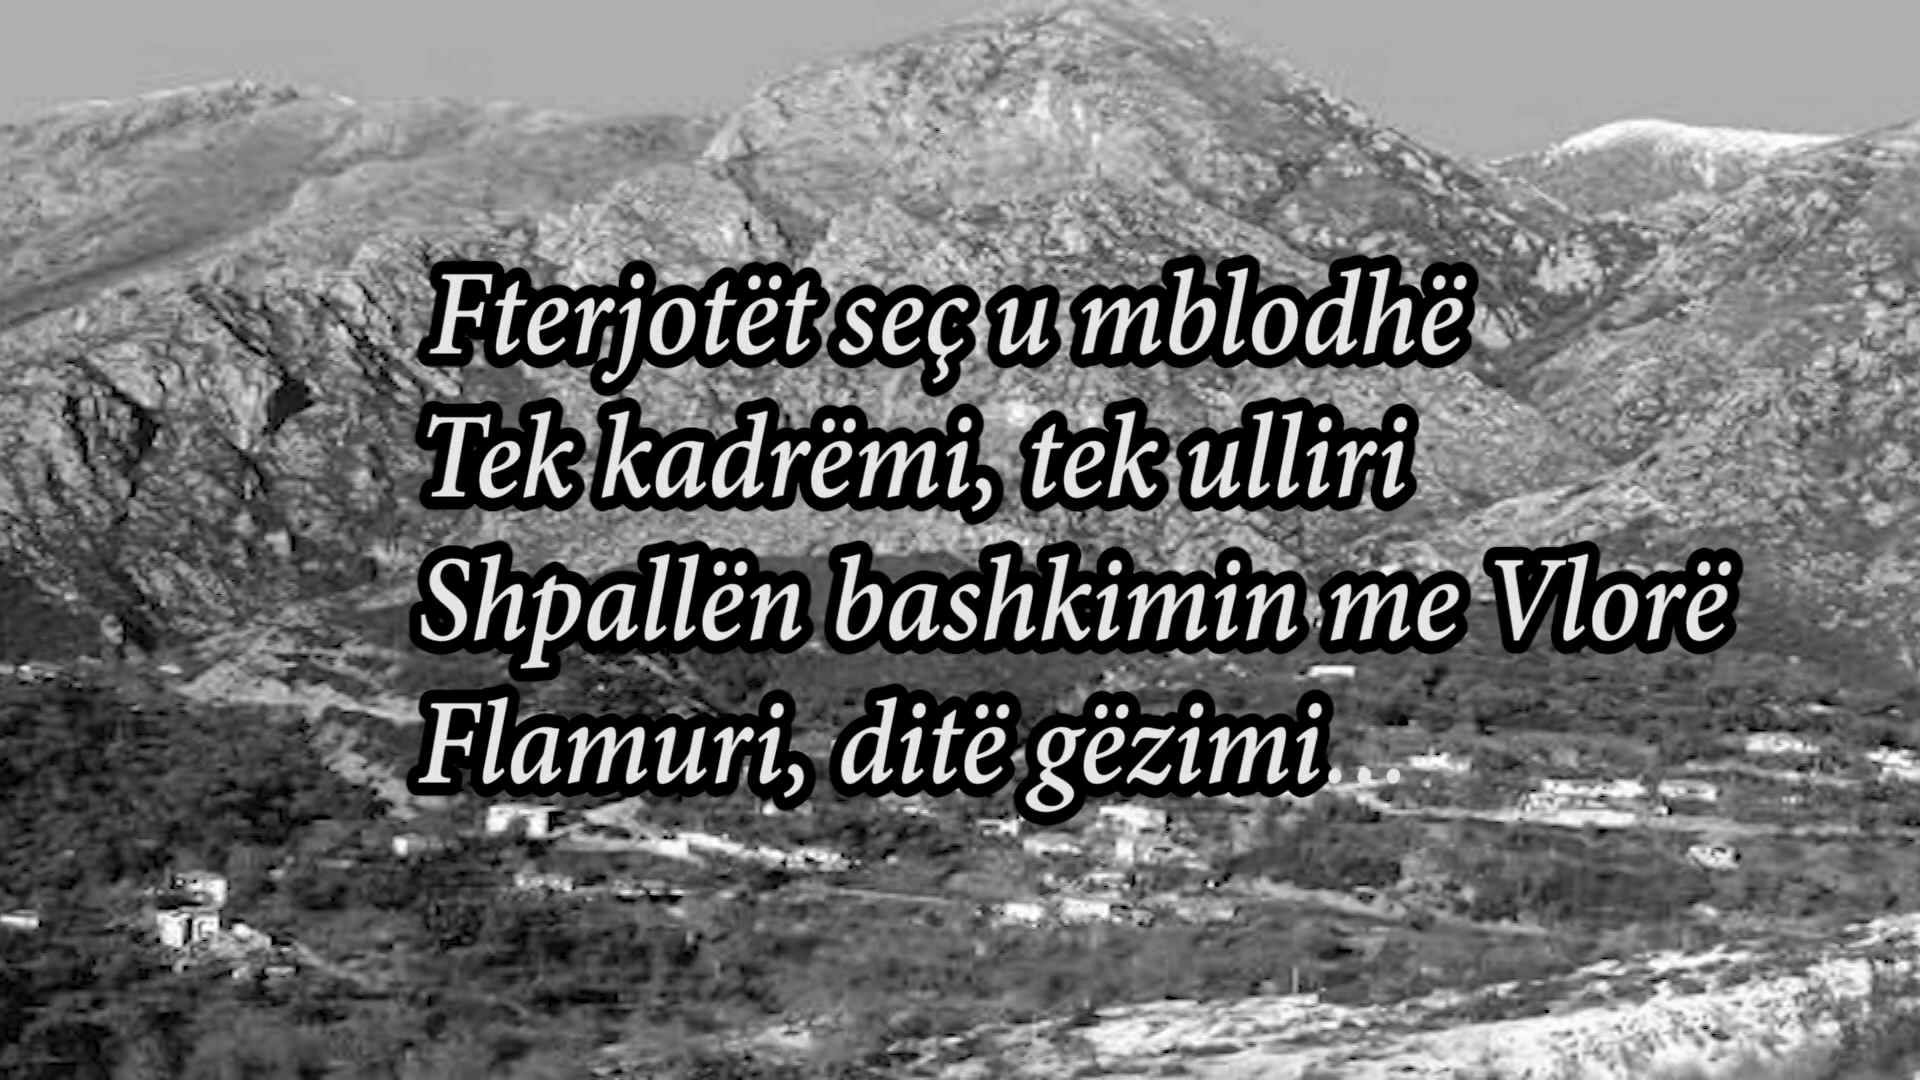 Fterjotët seç u mblodhë
Tek kadrëmi, tek ulliri
Shpallën bashkimin me Vlorë
Flamuri, ditë gëzimi...